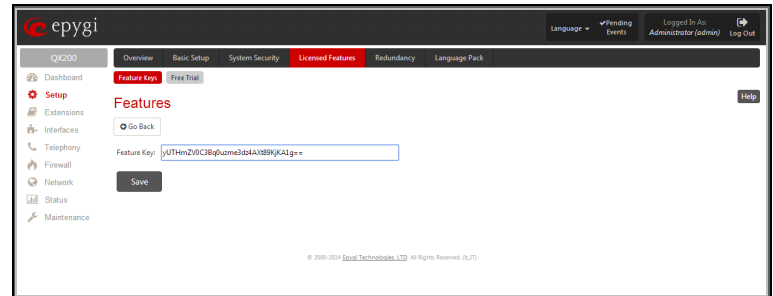 epygi
Language
✔Pending Events
Logged In As:
Administrator (admin)
Log Out
QX200
Overview Basic Setup System Security Licensed Features Redundancy Language Pack
Dashboard
Setup
Extensions
Interfaces
Telephony
Firewall
Network
Status
Maintenance
Feature Keys Free Trial
Help
Features
Go Back
Feature Key: yUTHmZV0C3Bq0uzme3dz4AXt89KjKA1g==
Save
© 2000-2014 Epygi Technologies, LTD. All Rights Reserved. (it_IT)